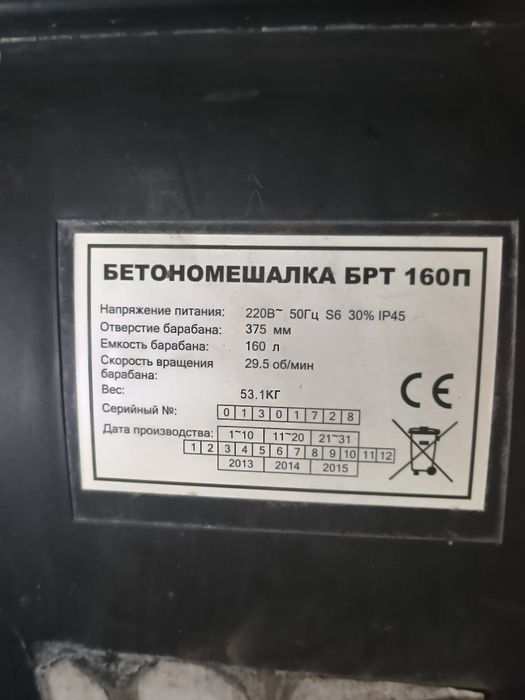 БЕТОНОМЕШАЛКА БРТ 160П
Напряжение питания: 220В~ 50Гц S6 30% IP45
Отверстие барабана: 375 мм
Емкость барабана: 160 л
Скорость вращения 29.5 об/мин
барабана:
Вес: 53.1КГ
Серийный №: 0 1 3 0 1 7 2 8
Дата производства: 1~10 11~20 21~31
1 2 3 4 5 6 7 8 9 10 11 12
2013 2014 2015
CE